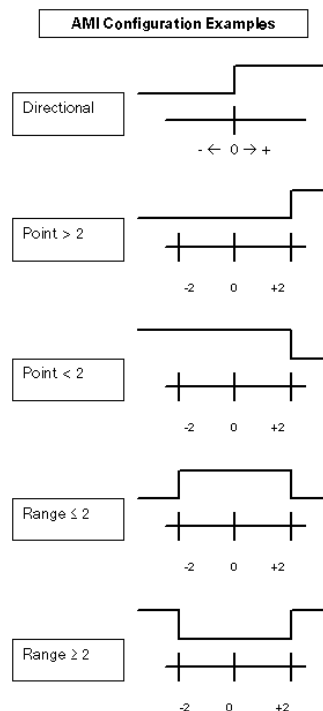 AMI Configuration Examples
Directional
- ← 0 → +
Point > 2
-2 0 +2
Point < 2
-2 0 +2
Range ≤ 2
-2 0 +2
Range ≥ 2
-2 0 +2